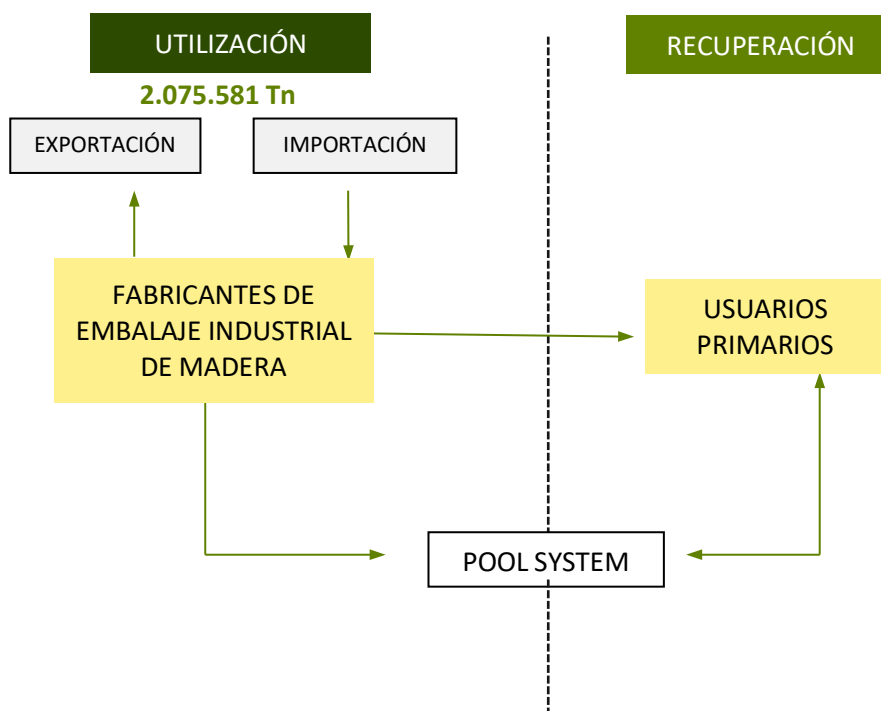 UTILIZACIÓN
RECUPERACIÓN
2.075.581 Tn
EXPORTACIÓN
IMPORTACIÓN
FABRICANTES DE
EMBALAJE INDUSTRIAL
DE MADERA
USUARIOS
PRIMARIOS
POOL SYSTEM